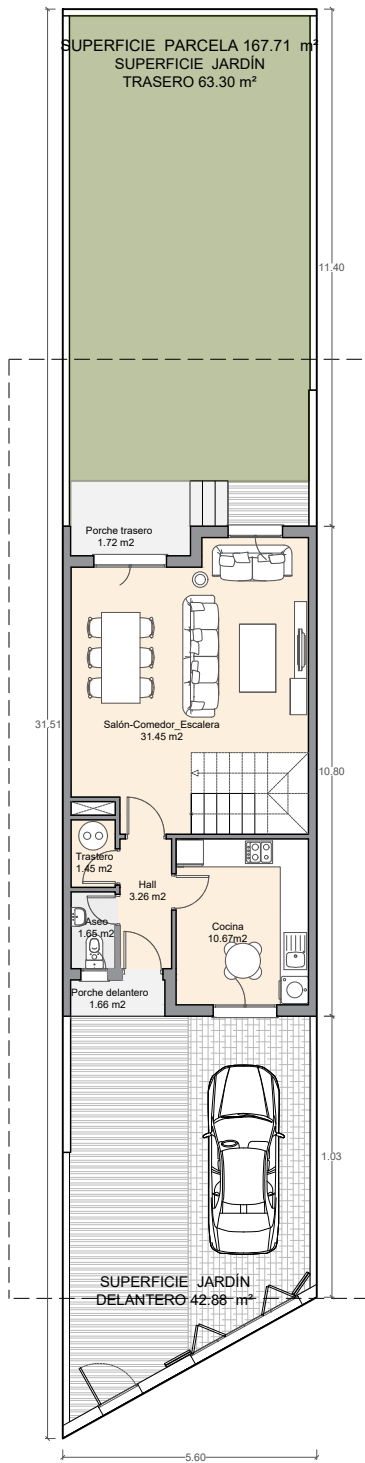 SUPERFICIE PARCELA 167.71 m²
SUPERFICIE JARDÍN
TRASERO 63.30 m²
11.40
Porche trasero
1.72 m2
31.51
Salón-Comedor_Escalera
31.45 m2
10.80
Trastero
1.45 m2
Hall
3.26 m2
Aseo
1.65 m2
Cocina
10.67m2
Porche delantero
1.66 m2
1.03
SUPERFICIE JARDÍN
DELANTERO 42.88 m²
5.60